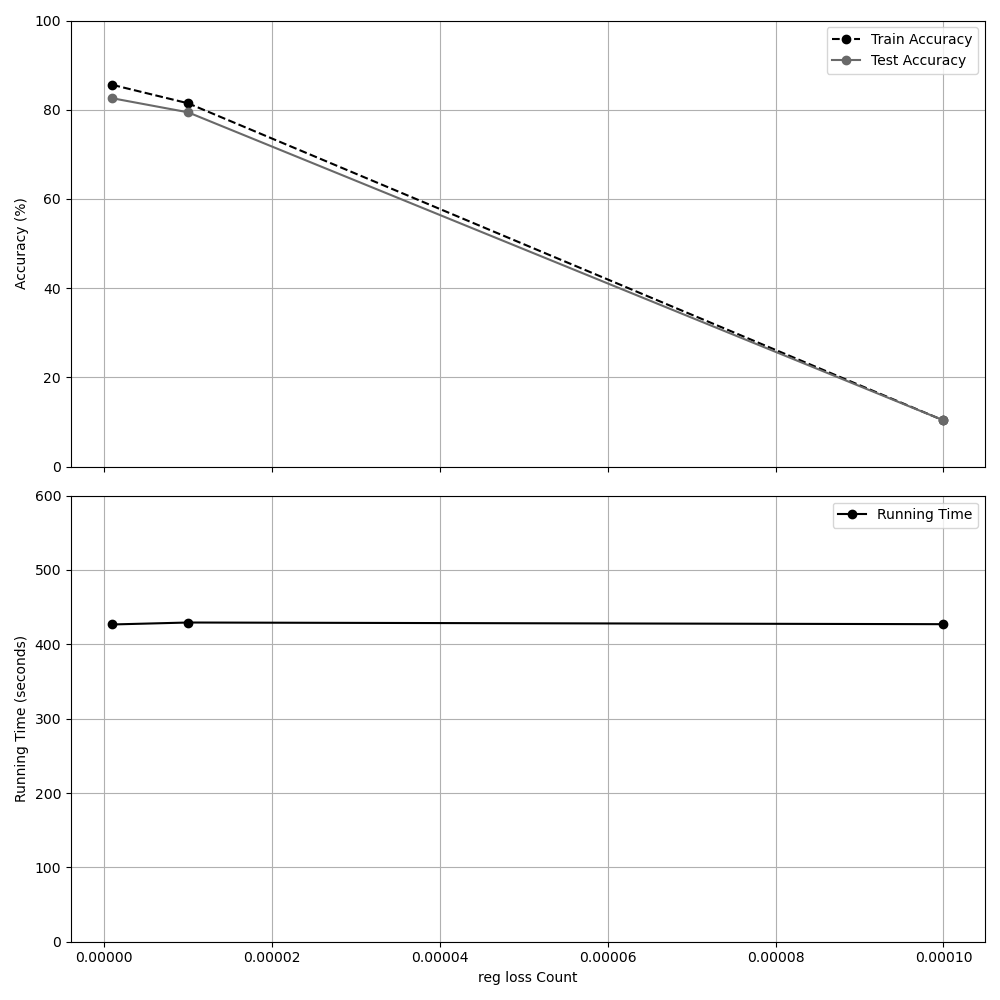 100
80
60
40
20
0
Accuracy (%)
Train Accuracy
Test Accuracy
600
500
400
300
200
100
0
Running Time (seconds)
Running Time
0.00000 0.00002 0.00004 0.00006 0.00008 0.00010
reg loss Count